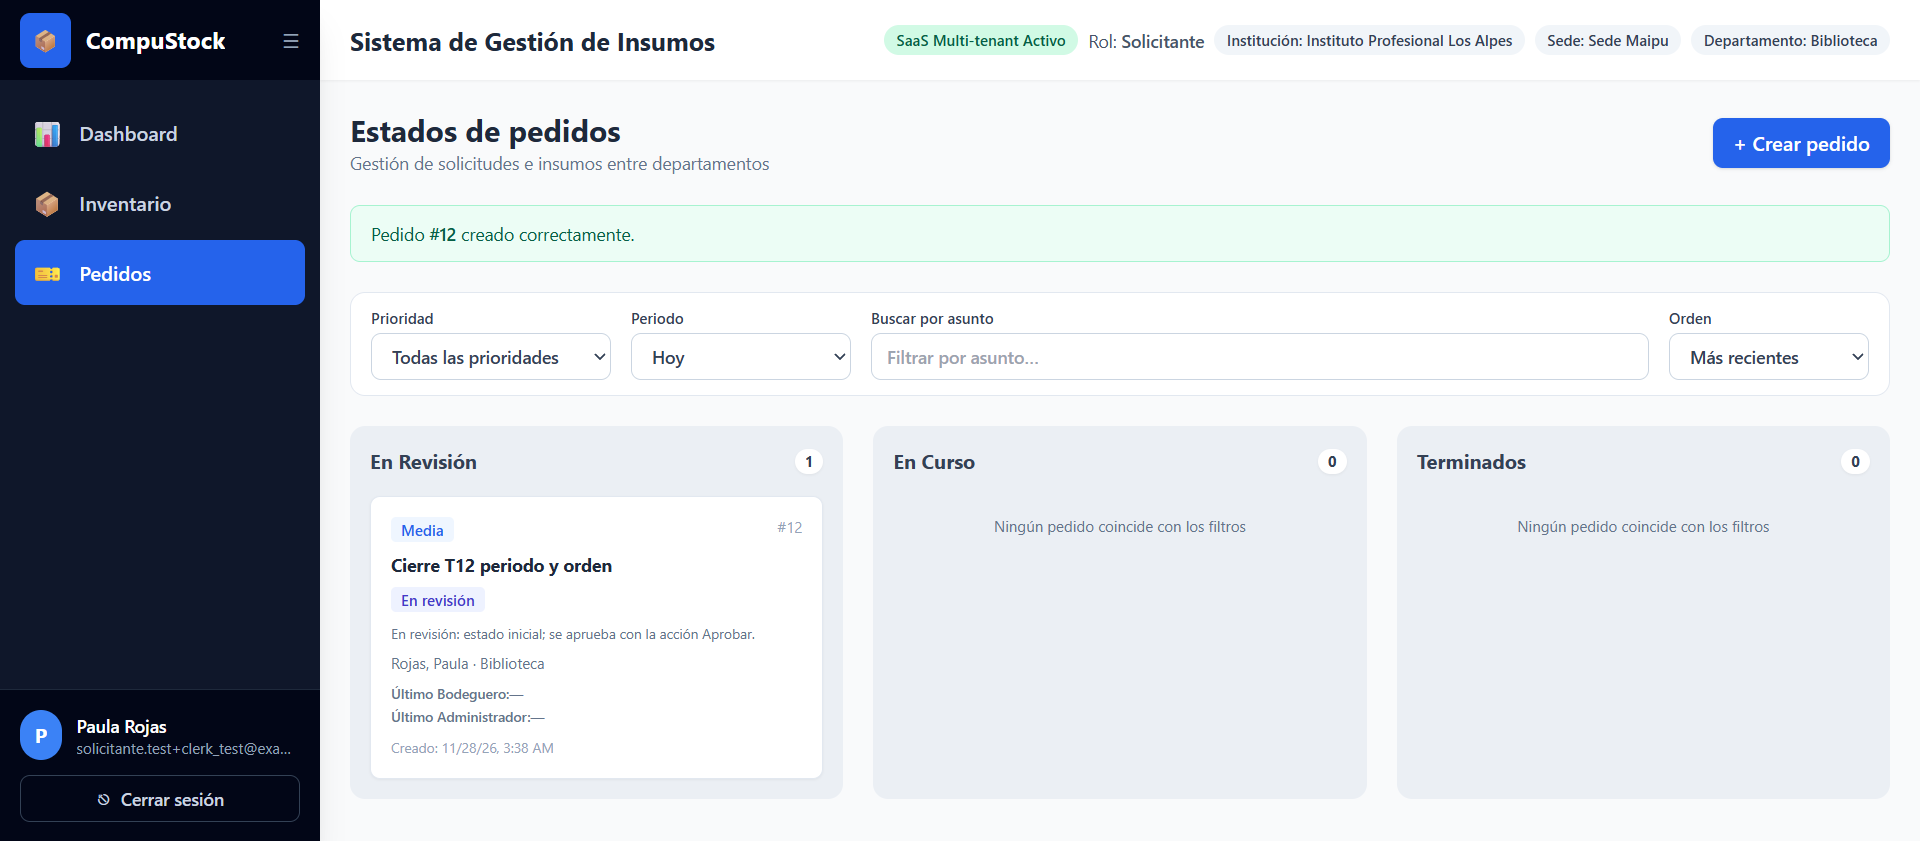 CompuStock
☰
Dashboard
Inventario
Pedidos
P
Paula Rojas
solicitante.test+clerk_test@exa...
Cerrar sesión
Sistema de Gestión de Insumos
SaaS Multi-tenant Activo
Rol: Solicitante
Institución: Instituto Profesional Los Alpes
Sede: Sede Maipu
Departamento: Biblioteca
Estados de pedidos
Gestión de solicitudes e insumos entre departamentos
+ Crear pedido
Pedido #12 creado correctamente.
Prioridad
Todas las prioridades
Periodo
Hoy
Buscar por asunto
Filtrar por asunto...
Orden
Más recientes
En Revisión
1
Media
#12
Cierre T12 periodo y orden
En revisión
En revisión: estado inicial; se aprueba con la acción Aprobar.
Rojas, Paula · Biblioteca
Último Bodeguero:—
Último Administrador:—
Creado: 11/28/26, 3:38 AM
En Curso
0
Ningún pedido coincide con los filtros
Terminados
0
Ningún pedido coincide con los filtros